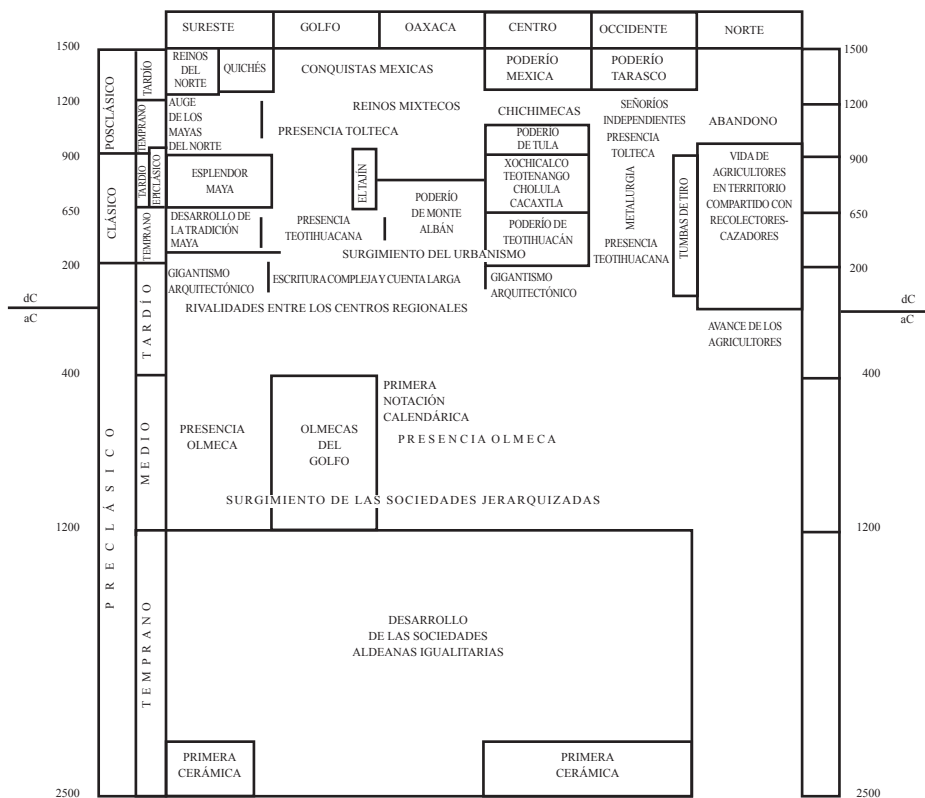 SURESTE
GOLFO
OAXACA
CENTRO
OCCIDENTE
NORTE
1500
1500
POSCLÁSICO
TARDÍO
REINOS
DEL
NORTE
QUICHÉS
CONQUISTAS MEXICAS
PODERÍO
MEXICA
PODERÍO
TARASCO
1200
1200
TEMPRANO
AUGE
DE LOS
MAYAS
DEL NORTE
REINOS MIXTECOS
PRESENCIA TOLTECA
CHICHIMECAS
PODERIO
DE TULA
SEÑORÍOS
INDEPENDIENTES
PRESENCIA
TOLTECA
ABANDONO
900
900
CLÁSICO
TARDIO
EPICLÁSICO
ESPLENDOR
MAYA
EL TAJÍN
XOCHICALCO
TEOTENANGO
CHOLULA
CACAXTLA
METALURGIA
TUMBAS DE TIRO
VIDA DE
AGRICULTORES
EN TERRITORIO
COMPARTIDO CON
RECOLECTORES-
CAZADORES
650
650
TEMPRANO
DESARROLLO DE
LA TRADICIÓN
MAYA
PRESENCIA
TEOTIHUACANA
PODERÍO
DE MONTE
ALBÁN
PODERÍO DE
TEOTIHUACÁN
PRESENCIA
TEOTIHUACANA
SURGIMIENTO DEL URBANISMO
200
200
PRECLÁSICO
TARDÍO
GIGANTISMO
ARQUITECTÓNICO
ESCRITURA COMPLEJA Y CUENTA LARGA
GIGANTISMO
ARQUITECTÓNICO
RIVALIDADES ENTRE LOS CENTROS REGIONALES
dC
aC
dC
aC
AVANCE DE LOS
AGRICULTORES
400
400
MEDIO
PRIMERA
NOTACIÓN
CALENDÁRICA
PRESENCIA
OLMECA
OLMECAS
DEL
GOLFO
PRESENCIA OLMECA
SURGIMIENTO DE LAS SOCIEDADES JERARQUIZADAS
1200
1200
TEMPRANO
DESARROLLO
DE LAS SOCIEDADES
ALDEANAS IGUALITARIAS
PRIMERA
CERÁMICA
PRIMERA
CERÁMICA
2500
2500